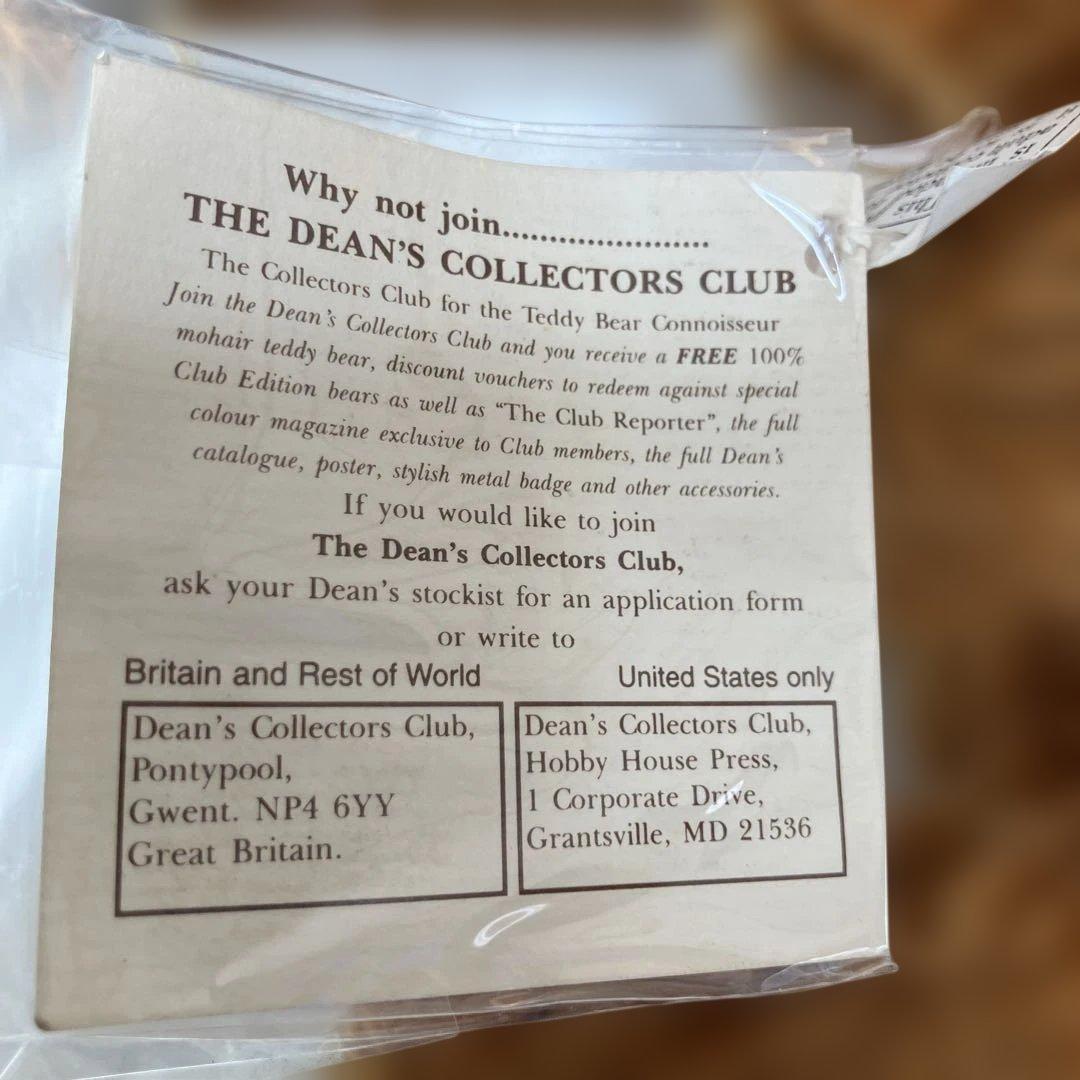 Why not join......................
THE DEAN'S COLLECTORS CLUB
The Collectors Club for the Teddy Bear Connoisseur
Join the Dean's Collectors Club and you receive a FREE 100%
mohair teddy bear, discount vouchers to redeem against special
Club Edition bears as well as “The Club Reporter”, the full
colour magazine exclusive to Club members, the full Dean's
catalogue, poster, stylish metal badge and other accessories.
If you would like to join
The Dean's Collectors Club,
ask your Dean's stockist for an application form
or write to
Britain and Rest of World
Dean's Collectors Club,
Pontypool,
Gwent. NP4 6YY
Great Britain.
United States only
Dean's Collectors Club,
Hobby House Press,
1 Corporate Drive,
Grantsville, MD 21536